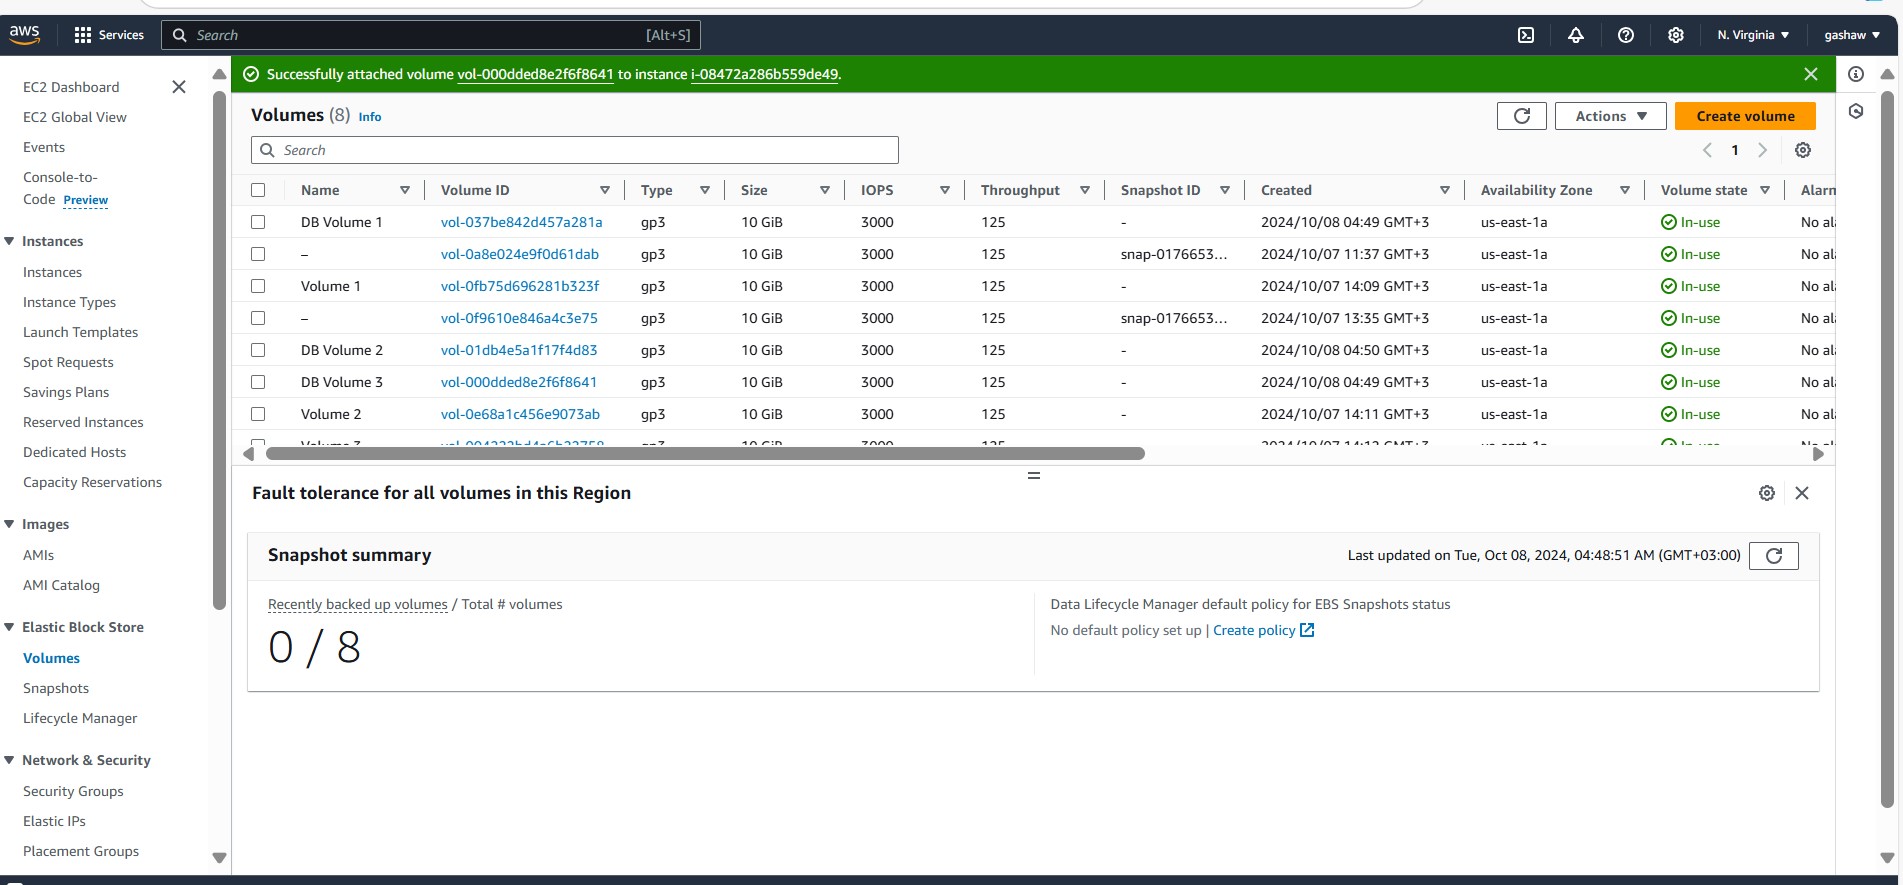 aws Services Search [Alt+S] N. Virginia gashaw
EC2 Dashboard
EC2 Global View
Events
Console-to-
Code Preview
Instances
Instances
Instance Types
Launch Templates
Spot Requests
Savings Plans
Reserved Instances
Dedicated Hosts
Capacity Reservations
Images
AMIs
AMI Catalog
Elastic Block Store
Volumes
Snapshots
Lifecycle Manager
Network & Security
Security Groups
Elastic IPs
Placement Groups
Successfully attached volume vol-000dded8e2f6f8641 to instance i-08472a286b559de49.
Volumes (8) Info Actions Create volume
Search 1
Name Volume ID Type Size IOPS Throughput Snapshot ID Created Availability Zone Volume state Alarm
DB Volume 1 vol-037be842d457a281a gp3 10 GiB 3000 125 - 2024/10/08 04:49 GMT+3 us-east-1a In-use No al
– vol-0a8e024e9f0d61dab gp3 10 GiB 3000 125 snap-0176653... 2024/10/07 11:37 GMT+3 us-east-1a In-use No al
Volume 1 vol-0fb75d696281b323f gp3 10 GiB 3000 125 - 2024/10/07 14:09 GMT+3 us-east-1a In-use No al
– vol-0f9610e846a4c3e75 gp3 10 GiB 3000 125 snap-0176653... 2024/10/07 13:35 GMT+3 us-east-1a In-use No al
DB Volume 2 vol-01db4e5a1f17f4d83 gp3 10 GiB 3000 125 - 2024/10/08 04:50 GMT+3 us-east-1a In-use No al
DB Volume 3 vol-000dded8e2f6f8641 gp3 10 GiB 3000 125 - 2024/10/08 04:49 GMT+3 us-east-1a In-use No al
Volume 2 vol-0e68a1c456e9073ab gp3 10 GiB 3000 125 - 2024/10/07 14:11 GMT+3 us-east-1a In-use No al
Volume 3 gp3 10 GiB 3000 125 us-east-1a In-use No al
Fault tolerance for all volumes in this Region
Snapshot summary Last updated on Tue, Oct 08, 2024, 04:48:51 AM (GMT+03:00)
Recently backed up volumes / Total # volumes
0 / 8
Data Lifecycle Manager default policy for EBS Snapshots status
No default policy set up | Create policy